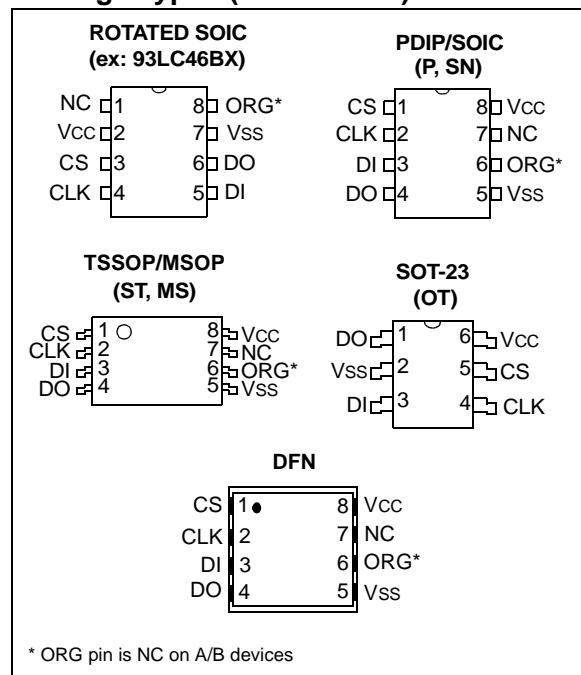 ROTATED SOIC
(ex: 93LC46BX)
NC 1 8 ORG*
VCC 2 7 VSS
CS 3 6 DO
CLK 4 5 DI
PDIP/SOIC
(P, SN)
CS 1 8 VCC
CLK 2 7 NC
DI 3 6 ORG*
DO 4 5 VSS
TSSOP/MSOP
(ST, MS)
CS 1 8 VCC
CLK 2 7 NC
DI 3 6 ORG*
DO 4 5 VSS
SOT-23
(OT)
DO 1 6 VCC
VSS 2 5 CS
DI 3 4 CLK
DFN
CS 1 8 VCC
CLK 2 7 NC
DI 3 6 ORG*
DO 4 5 VSS
* ORG pin is NC on A/B devices